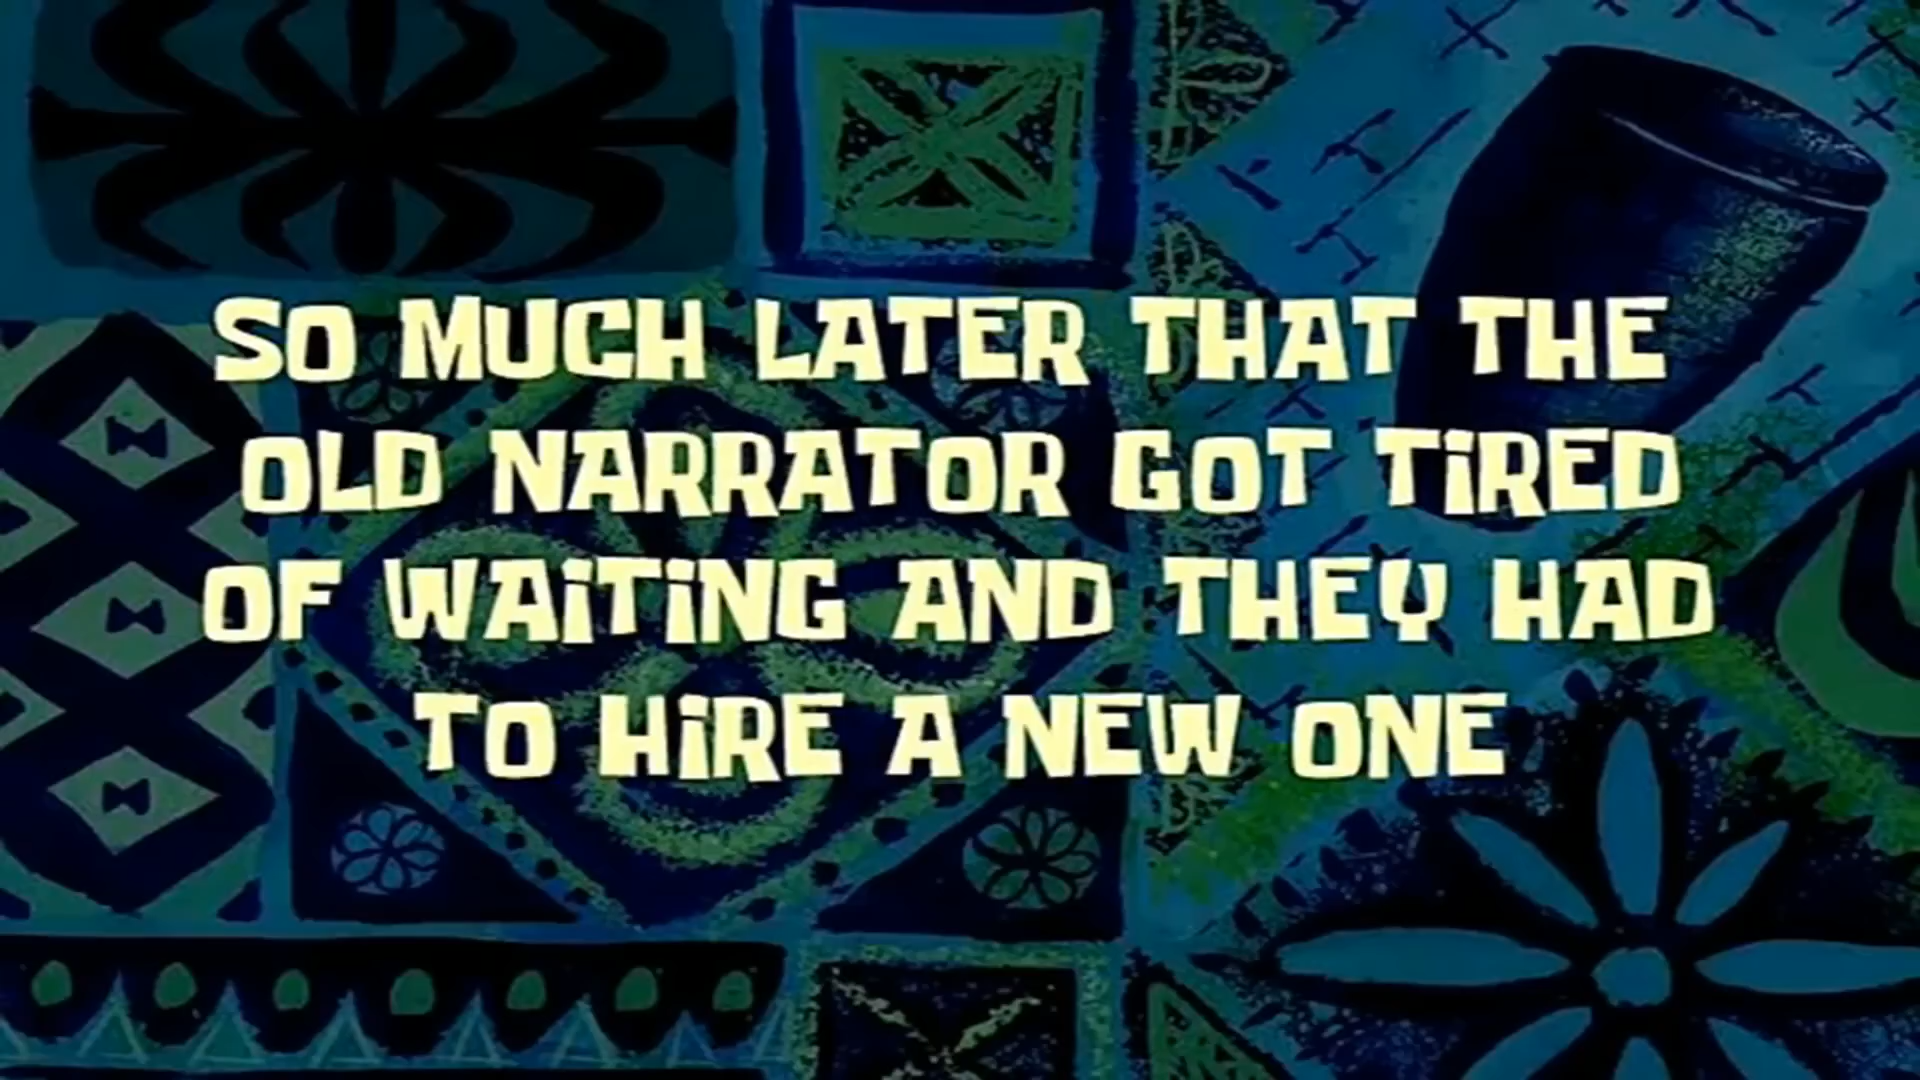 SO MUCH LATER THAT THE
OLD NARRATOR GOT TiRED
OF WAiTiNG AND THEY HAD
TO HiRE A NEW ONE